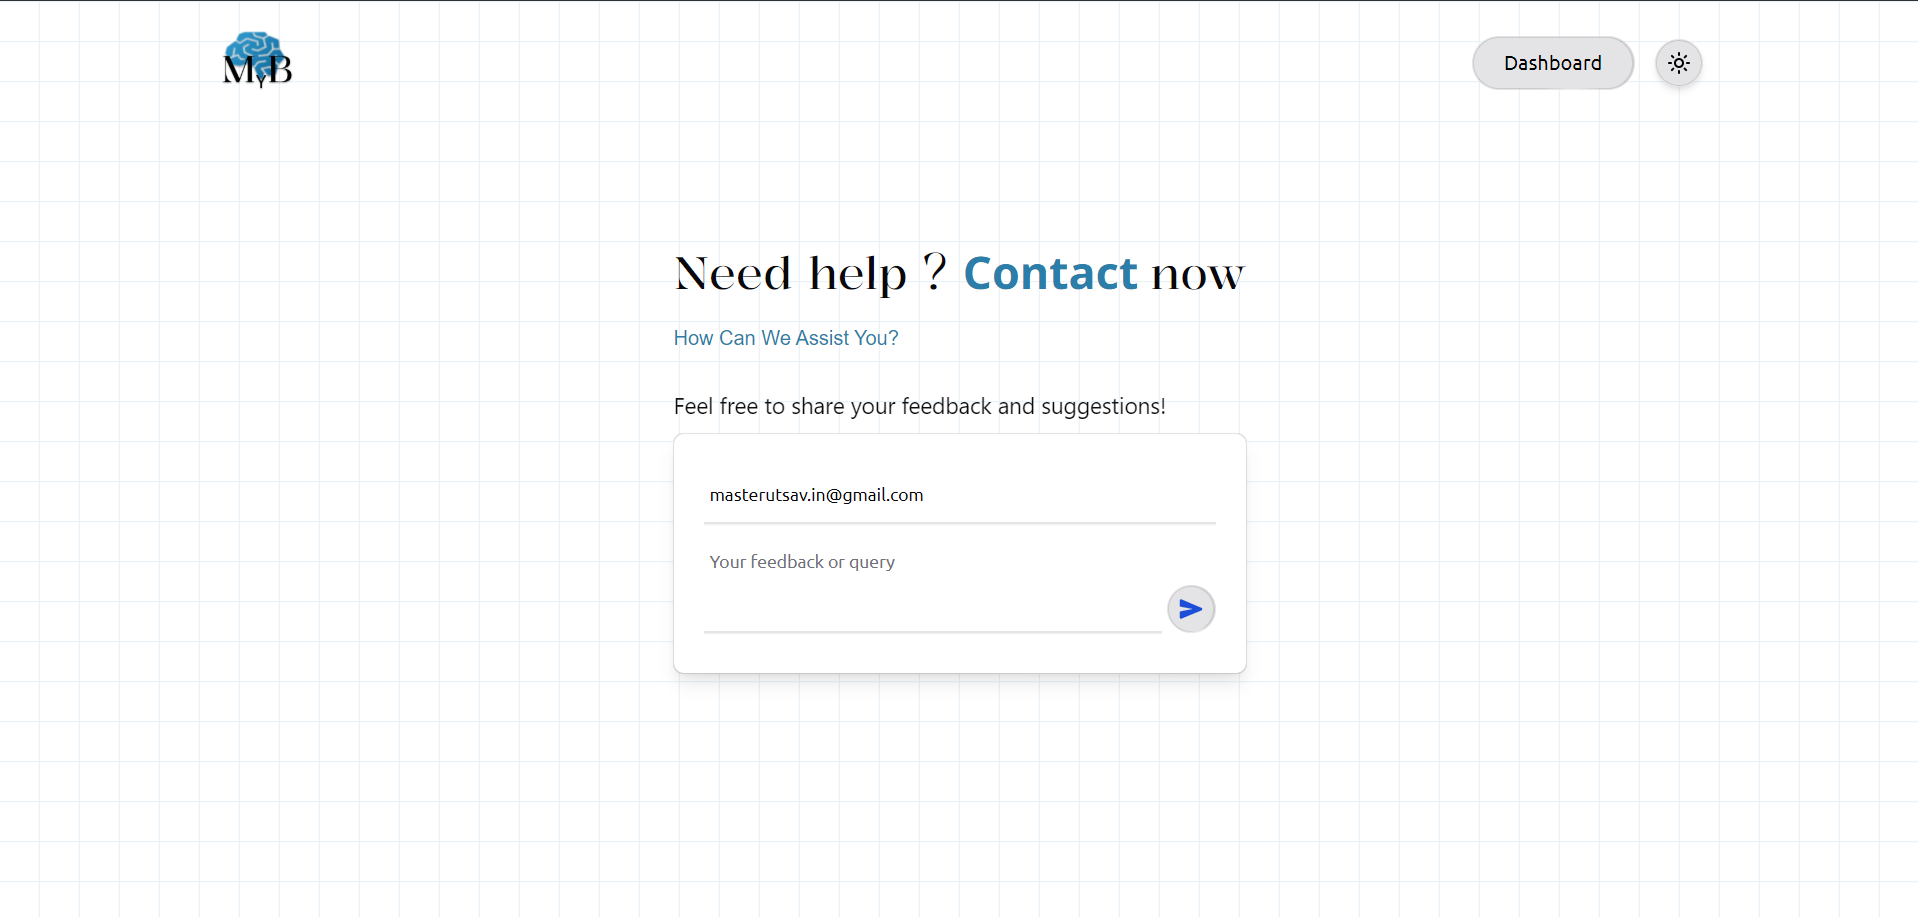 MyB
Dashboard
Need help ? Contact now
How Can We Assist You?
Feel free to share your feedback and suggestions!
masterutsav.in@gmail.com
Your feedback or query